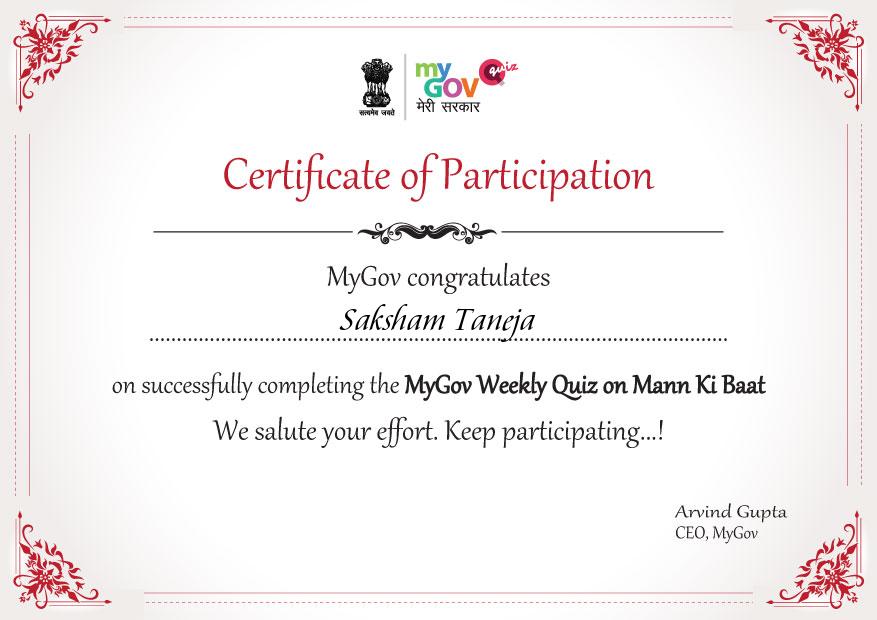 सत्यमेव जयते
my
GOV
quiz
मेरी सरकार
Certificate of Participation
MyGov congratulates
Saksham Taneja
on successfully completing the MyGov Weekly Quiz on Mann Ki Baat
We salute your effort. Keep participating...!
Arvind Gupta
CEO, MyGov